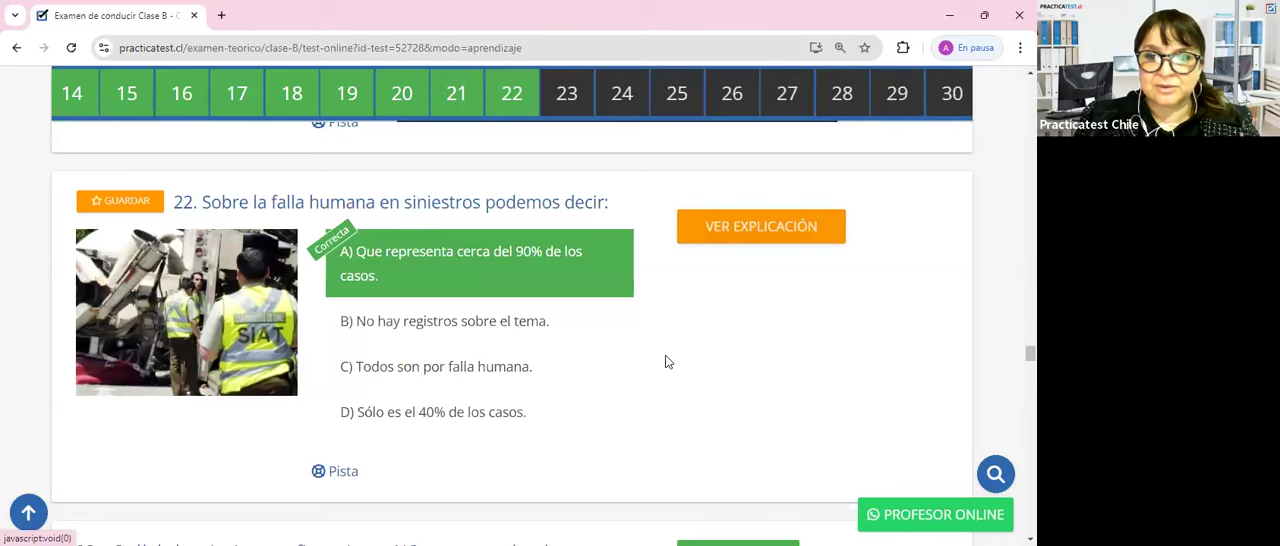 Examen de conducir Clase B - C
practicatest.cl/examen-teorico/clase-B/test-online?id-test=52728&modo=aprendizaje
A En pausa
PRACTICATEST.cl
Practicatest Chile
14 15 16 17 18 19 20 21 22 23 24 25 26 27 28 29 30
Pista
GUARDAR
22. Sobre la falla humana en siniestros podemos decir:
VER EXPLICACIÓN
Correcta
A) Que representa cerca del 90% de los
casos.
SIAT
B) No hay registros sobre el tema.
C) Todos son por falla humana.
D) Sólo es el 40% de los casos.
Pista
PROFESOR ONLINE
javascript:void(0)